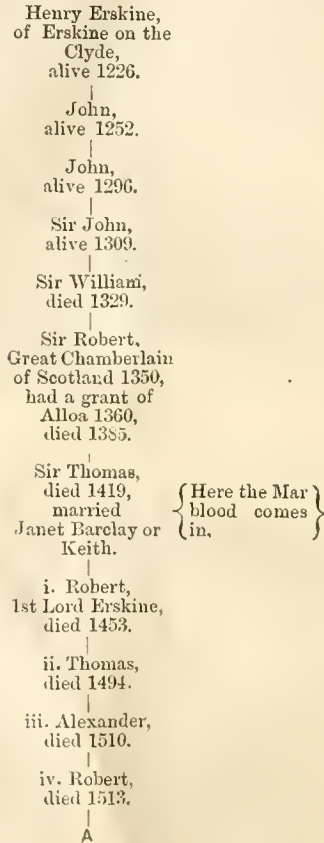 Henry Erskine,
of Erskine on the
Clyde,
alive 1226.
John,
alive 1252.
John,
alive 1296.
Sir John,
alive 1309.
Sir William,
died 1329.
Sir Robert,
Great Chamberlain
of Scotland 1350,
had a grant of
Alloa 1360,
died 1385.
Sir Thomas,
died 1419,
married
Janet Barclay or
Keith.
{Here the Mar
blood comes
in.}
i. Robert,
1st Lord Erskine,
died 1453.
ii. Thomas,
died 1494.
iii. Alexander,
died 1510.
iv. Robert,
died 1513.
A